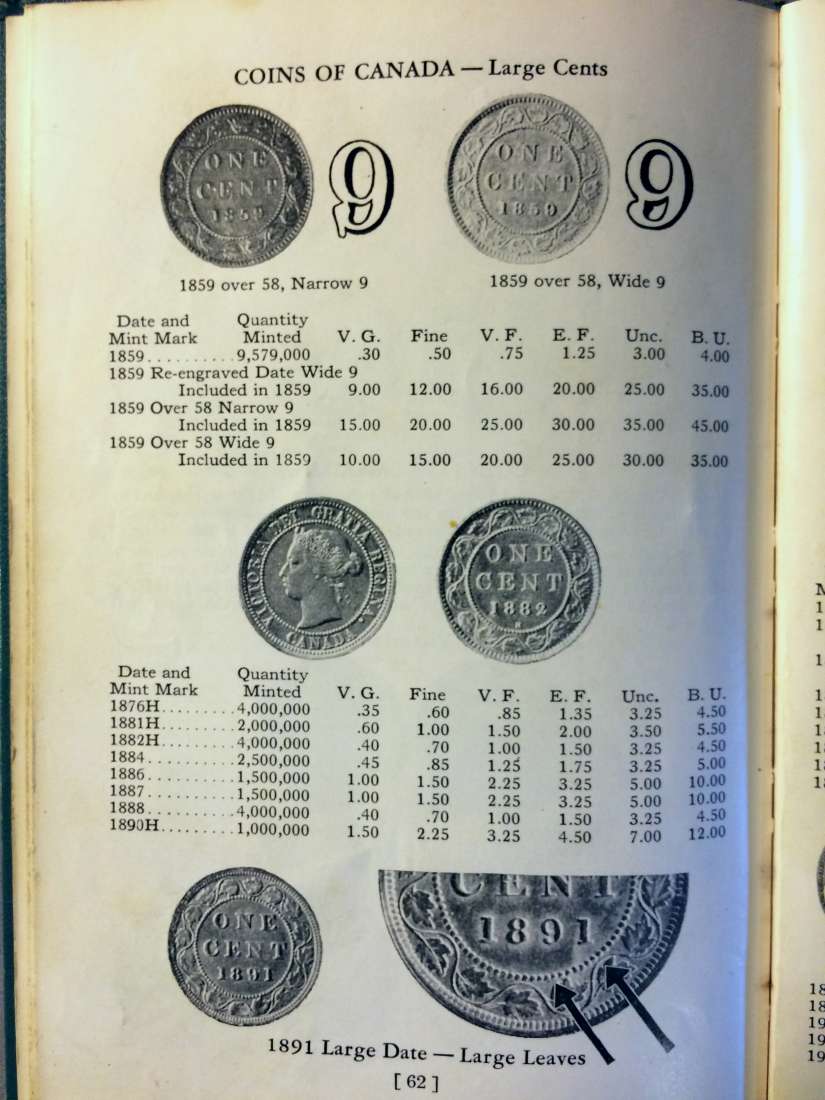 COINS OF CANADA — Large Cents
ONE
CENT
1859
9
ONE
CENT
1859
9
1859 over 58, Narrow 9
1859 over 58, Wide 9
Date and Quantity
Mint Mark Minted V. G. Fine V. F. E. F. Unc. B. U.
1859.......... 9,579,000 .30 .50 .75 1.25 3.00 4.00
1859 Re-engraved Date Wide 9
Included in 1859 9.00 12.00 16.00 20.00 25.00 35.00
1859 Over 58 Narrow 9
Included in 1859 15.00 20.00 25.00 30.00 35.00 45.00
1859 Over 58 Wide 9
Included in 1859 10.00 15.00 20.00 25.00 30.00 35.00
VICTORIA DEI GRATIA REGINA.
CANADA
ONE
CENT
1882
H
Date and Quantity
Mint Mark Minted V. G. Fine V. F. E. F. Unc. B. U.
1876H......... 4,000,000 .35 .60 .85 1.35 3.25 4.50
1881H......... 2,000,000 .60 1.00 1.50 2.00 3.50 5.50
1882H......... 4,000,000 .40 .70 1.00 1.50 3.25 4.50
1884.......... 2,500,000 .45 .85 1.25 1.75 3.25 5.00
1886.......... 1,500,000 1.00 1.50 2.25 3.25 5.00 10.00
1887.......... 1,500,000 1.00 1.50 2.25 3.25 5.00 10.00
1888.......... 4,000,000 .40 .70 1.00 1.50 3.25 4.50
1890H......... 1,000,000 1.50 2.25 3.25 4.50 7.00 12.00
ONE
CENT
1891
CENT
1891
1891 Large Date — Large Leaves
[ 62 ]